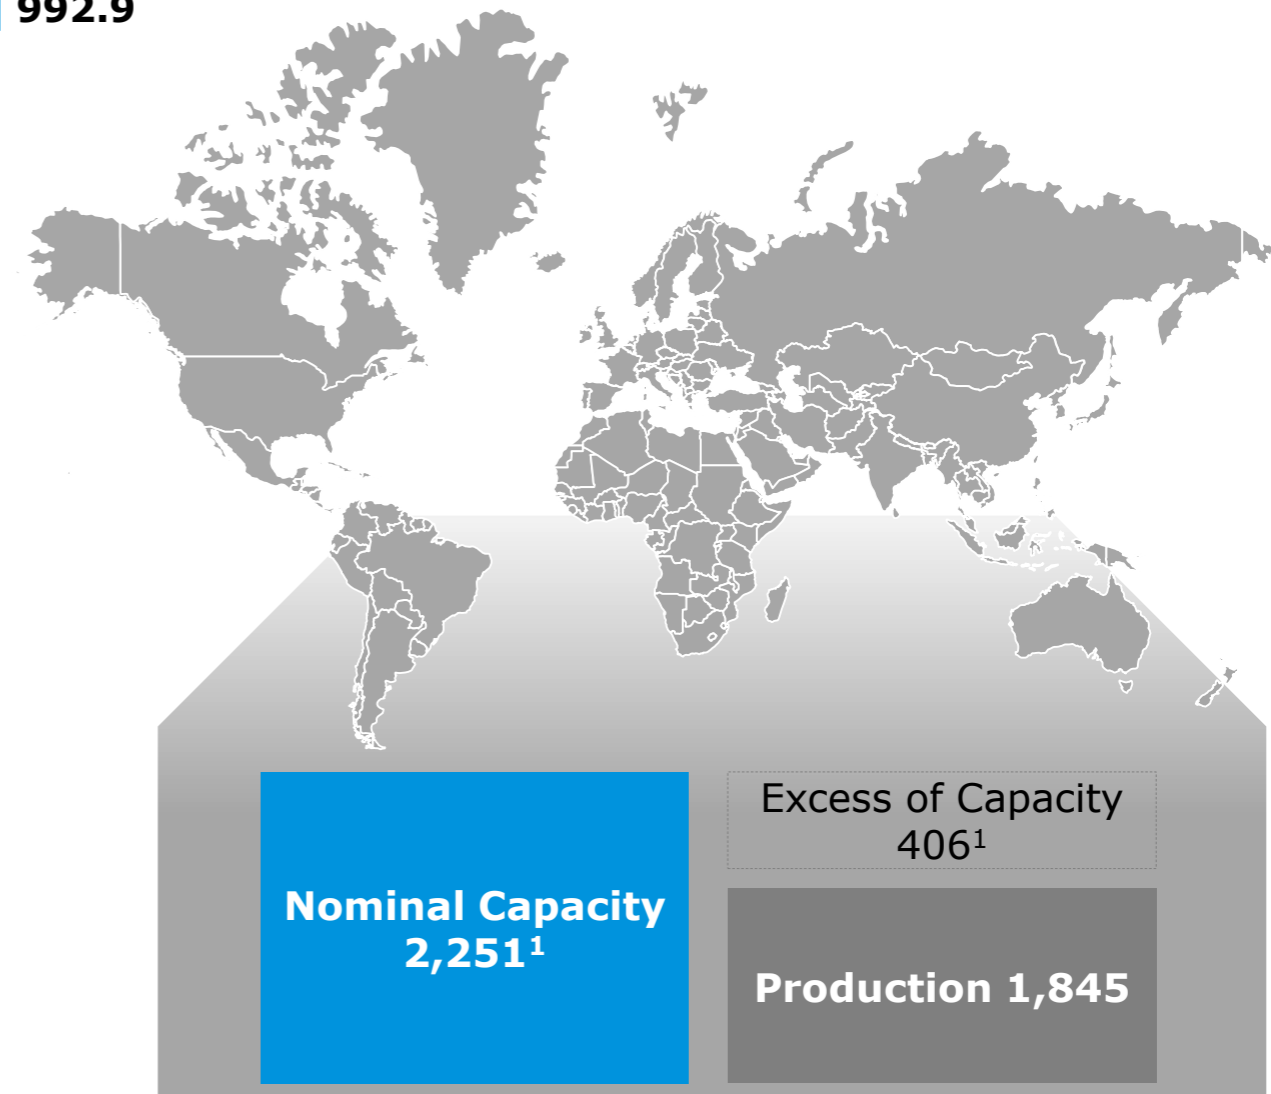 992.9
Excess of Capacity
406¹
Nominal Capacity
2,251¹
Production 1,845